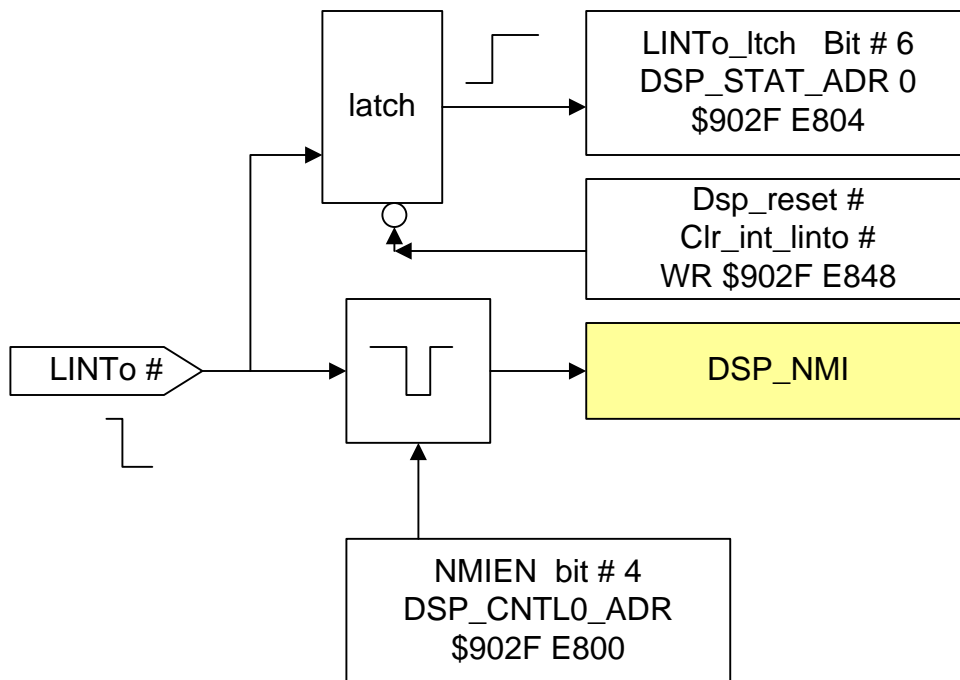 LINTo_ltch Bit # 6
DSP_STAT_ADR 0
$902F E804
latch
Dsp_reset #
Clr_int_linto #
WR $902F E848
LINTo #
DSP_NMI
NMIEN bit # 4
DSP_CNTL0_ADR
$902F E800